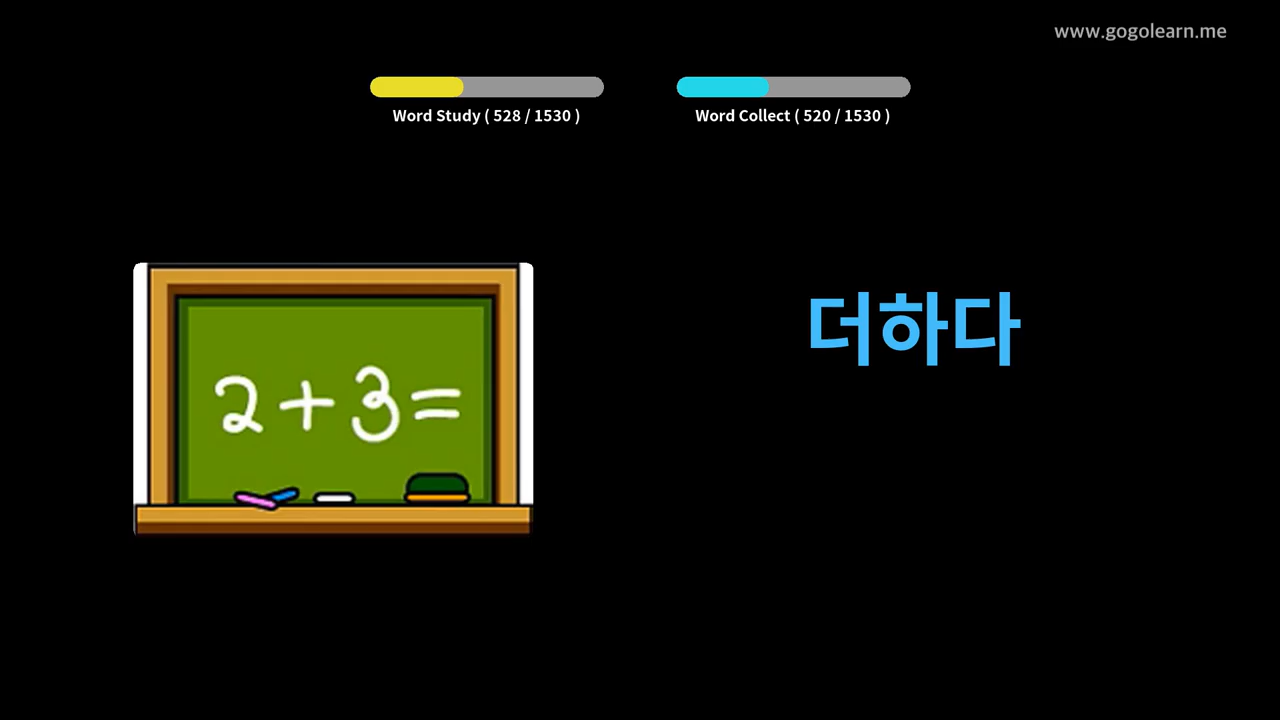 www.gogolearn.me
Word Study ( 528 / 1530 )
Word Collect ( 520 / 1530 )
2+3=
더하다